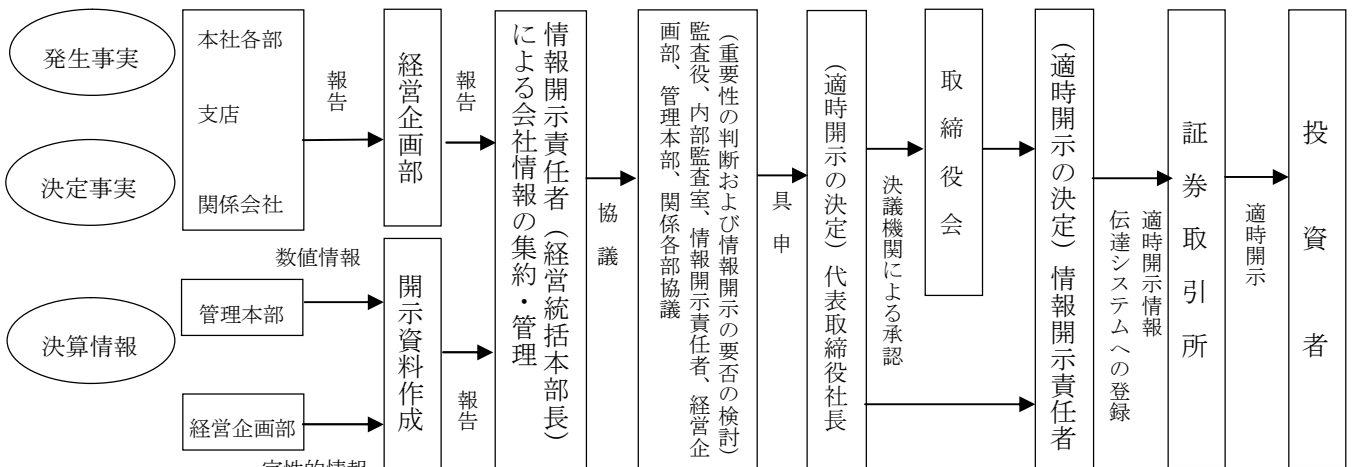 発生事実
決定事実
決算情報
本社各部
支店
関係会社
報告
数値情報
管理本部
経営企画部
定性的情報
経営企画部
開示資料作成
報告
報告
情報開示責任者（経営統括本部長）
による会社情報の集約・管理
協議
（重要性の判断および情報開示の要否の検討）
監査役、内部監査室、情報開示責任者、経営企
画部、管理本部、関係各部協議
具申
（適時開示の決定）代表取締役社長
決議機関による承認
取締役会
（適時開示の決定）情報開示責任者
適時開示情報
伝達システムへの登録
証券取引所
適時開示
投資者